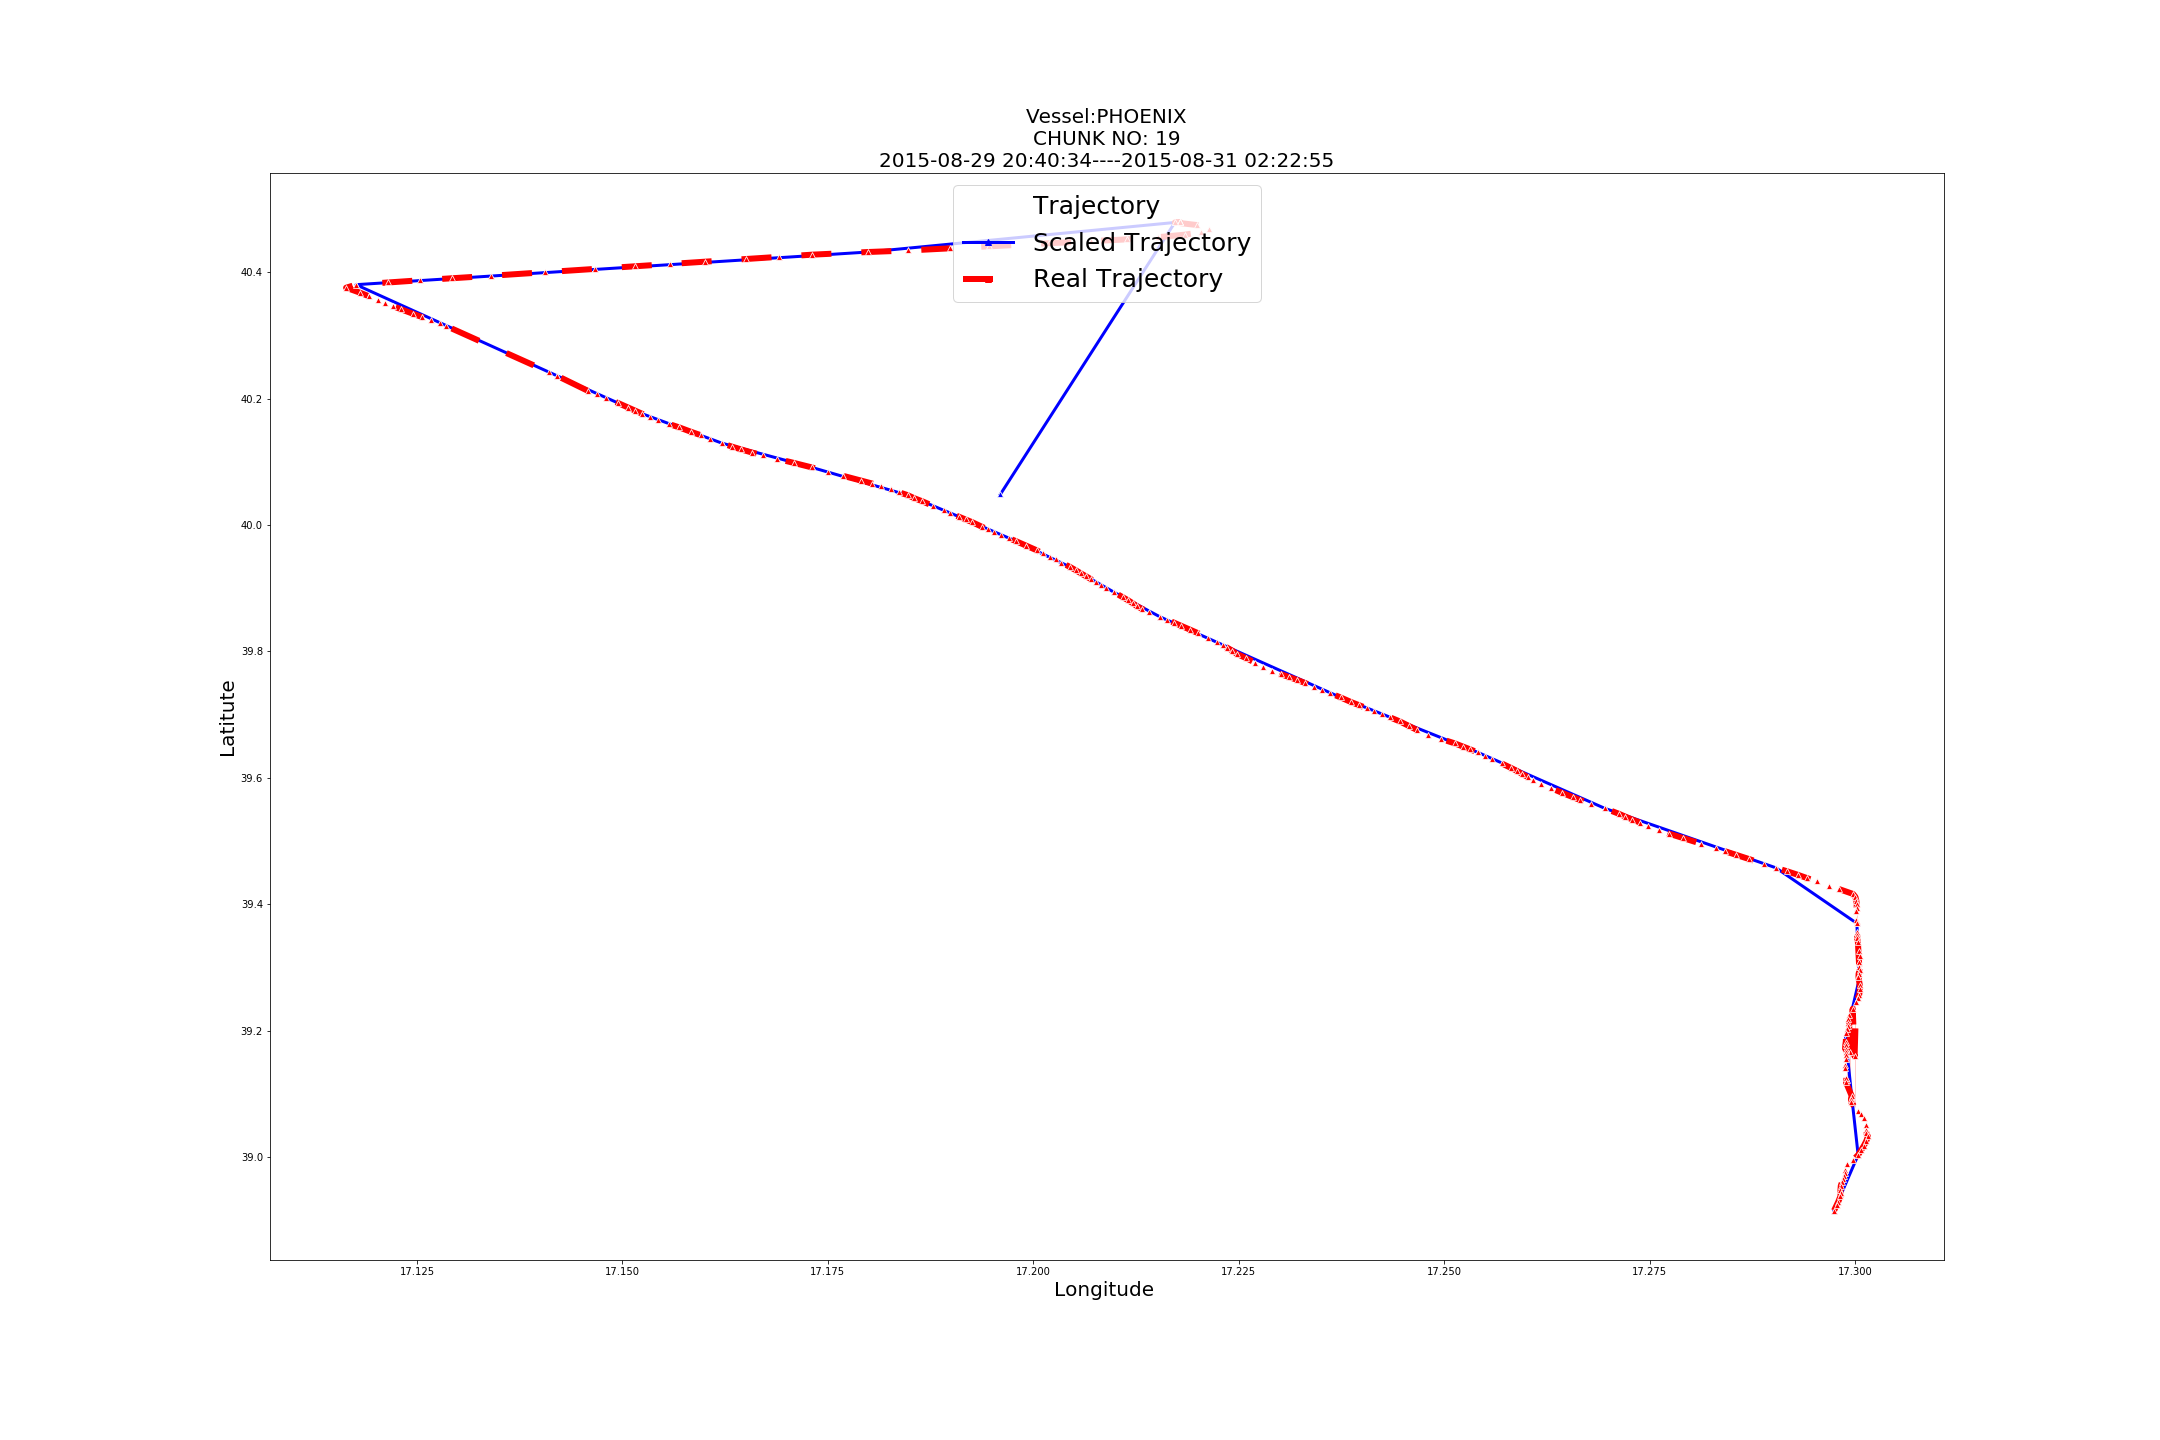 Vessel:PHOENIX
CHUNK NO: 19
2015-08-29 20:40:34----2015-08-31 02:22:55
Trajectory
Scaled Trajectory
Real Trajectory
Latitute
40.4
40.2
40.0
39.8
39.6
39.4
39.2
39.0
17.125
17.150
17.175
17.200
17.225
17.250
17.275
17.300
Longitude